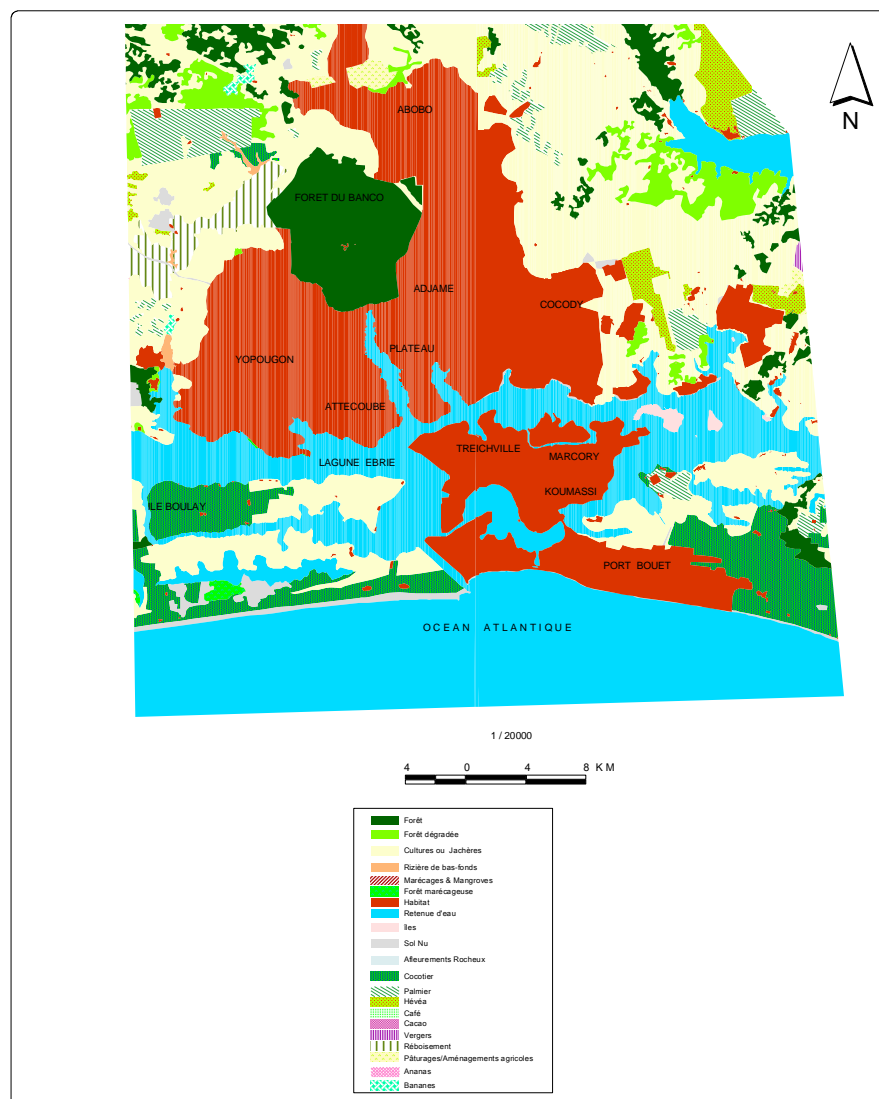 ABOBO
N
FORET DU BANCO
ADJAME
COCODY
PLATEAU
YOPOUGON
ATTECOUBE
TREICHVILLE
MARCORY
LAGUNE EBRIE
KOUMASSI
ILE BOULAY
PORT BOUET
OCEAN ATLANTIQUE
1 / 20000
4 0 4 8 KM
Forêt
Forêt dégradée
Cultures ou Jachères
Rizière de bas-fonds
Marécages & Mangroves
Forêt marécageuse
Habitat
Retenue d'eau
Iles
Sol Nu
Afleurements Rocheux
Cocotier
Palmier
Hévéa
Café
Cacao
Vergers
Réboisement
Pâturages/Aménagements agricoles
Ananas
Bananes